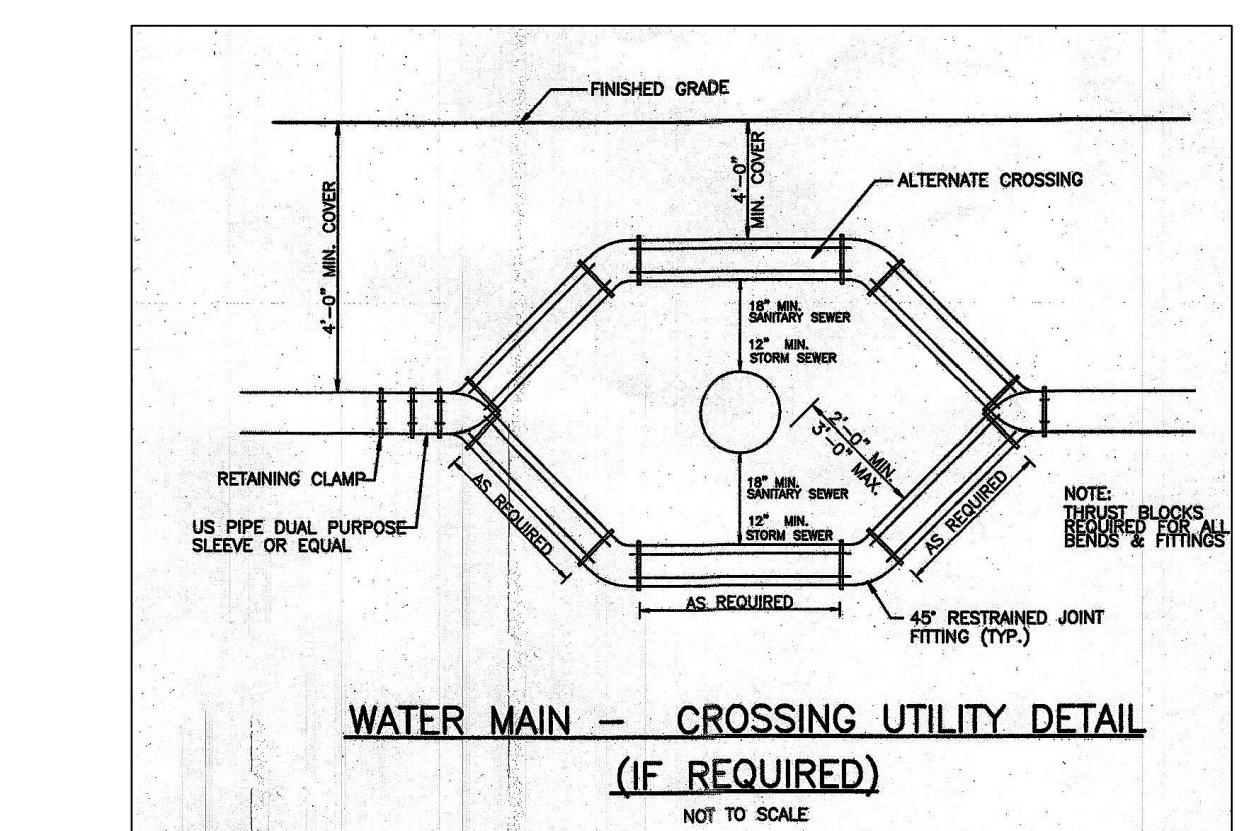 FINISHED GRADE
4'-0" MIN. COVER
4'-0"
MIN. COVER
ALTERNATE CROSSING
18" MIN.
SANITARY SEWER
12" MIN.
STORM SEWER
2'-0" MIN.
3'-0" MAX.
RETAINING CLAMP
US PIPE DUAL PURPOSE
SLEEVE OR EQUAL
AS REQUIRED
18" MIN.
SANITARY SEWER
12" MIN.
STORM SEWER
AS REQUIRED
NOTE:
THRUST BLOCKS
REQUIRED FOR ALL
BENDS & FITTINGS
AS REQUIRED
45° RESTRAINED JOINT
FITTING (TYP.)
WATER MAIN - CROSSING UTILITY DETAIL
(IF REQUIRED)
NOT TO SCALE